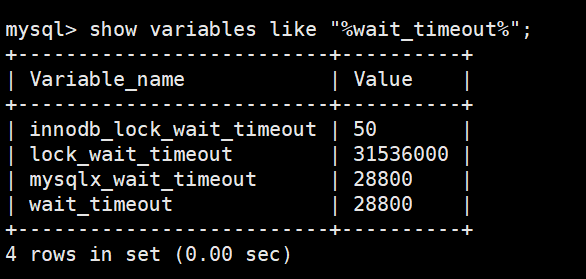 mysql> show variables like "%wait_timeout%";
+--------------------------+----------+
| Variable_name            | Value    |
+--------------------------+----------+
| innodb_lock_wait_timeout | 50       |
| lock_wait_timeout        | 31536000 |
| mysqlx_wait_timeout      | 28800    |
| wait_timeout             | 28800    |
+--------------------------+----------+
4 rows in set (0.00 sec)